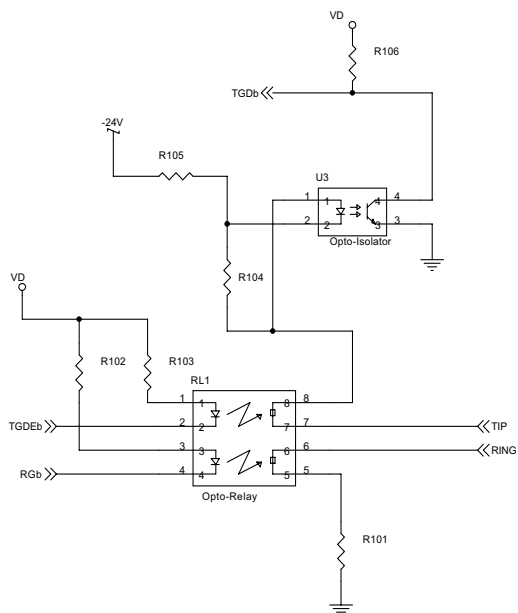 VD
R106
TGDb
-24V
R105
U3
1 1 4 4
2 2 3 3
Opto-Isolator
R104
VD
R102 R103
RL1
1 1 8 8
TGDEb 2 2 7 7 TIP
3 3 6 6 RING
RGb 4 4 5 5
Opto-Relay
R101